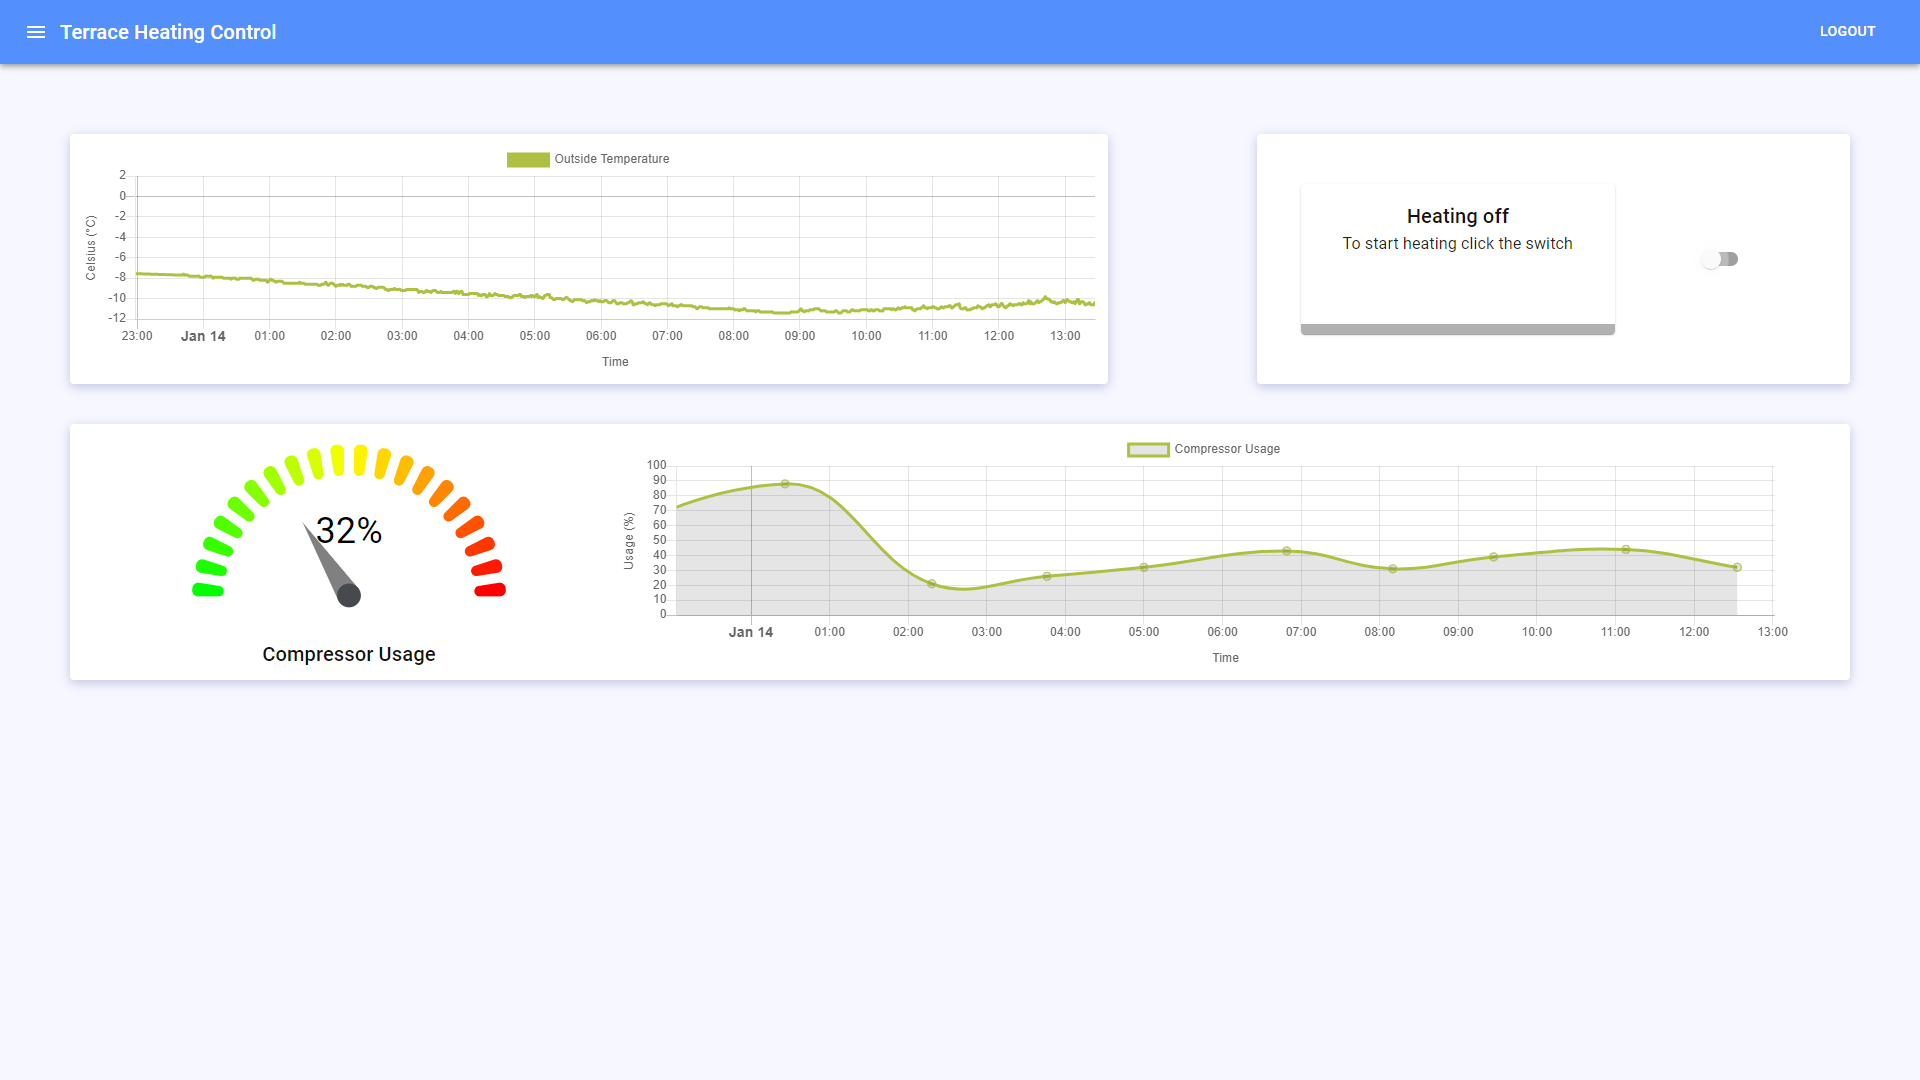 Terrace Heating Control
LOGOUT
Outside Temperature
2
0
-2
-4
-6
-8
-10
-12
Celsius (°C)
23:00 Jan 14 01:00 02:00 03:00 04:00 05:00 06:00 07:00 08:00 09:00 10:00 11:00 12:00 13:00
Time
Heating off
To start heating click the switch
32%
Compressor Usage
Compressor Usage
100
90
80
70
60
50
40
30
20
10
0
Usage (%)
Jan 14 01:00 02:00 03:00 04:00 05:00 06:00 07:00 08:00 09:00 10:00 11:00 12:00 13:00
Time